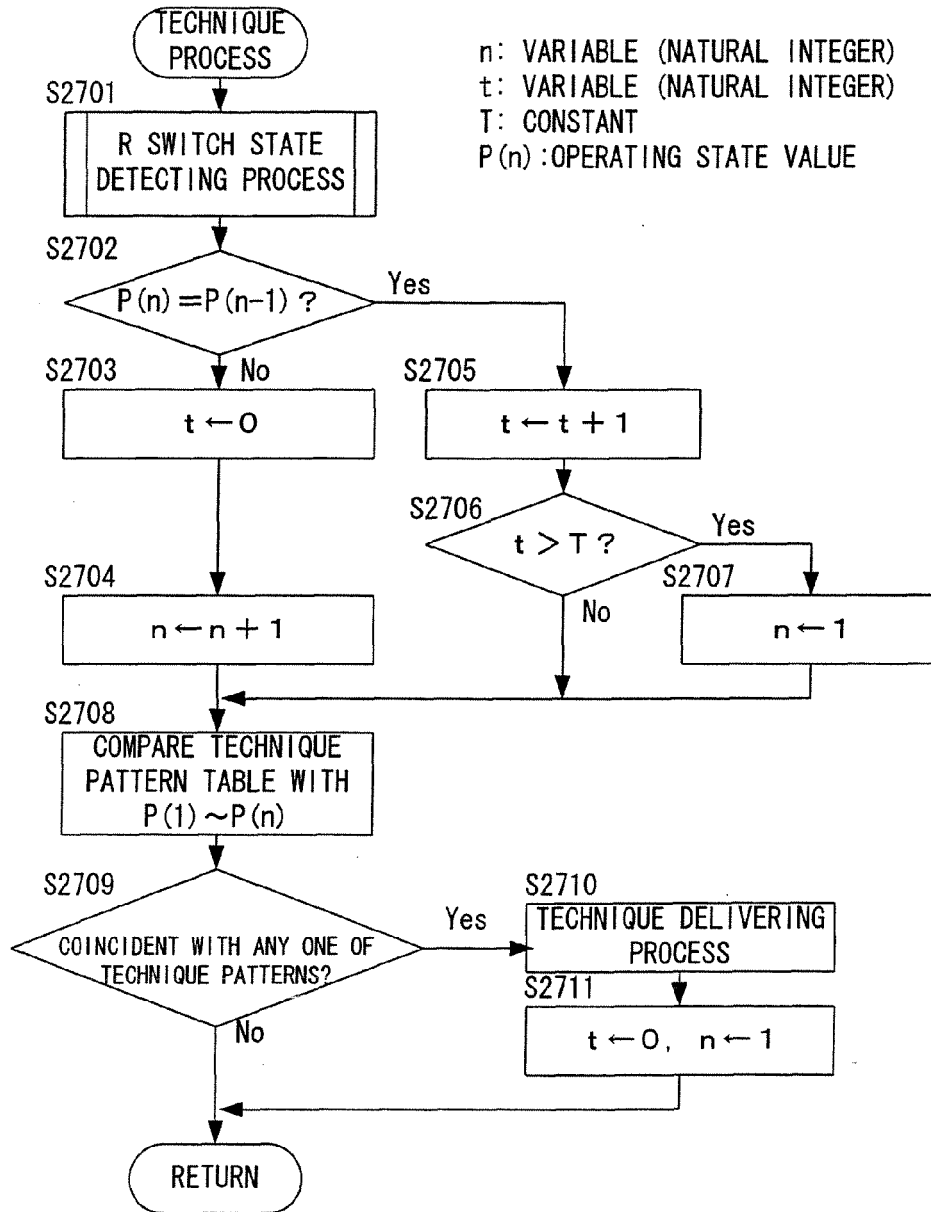 TECHNIQUE
PROCESS
n: VARIABLE (NATURAL INTEGER)
t: VARIABLE (NATURAL INTEGER)
T: CONSTANT
P(n):OPERATING STATE VALUE
S2701
R SWITCH STATE
DETECTING PROCESS
S2702
P(n)=P(n-1)?
Yes
No
S2703
t←0
S2705
t←t+1
S2706
t>T?
Yes
No
S2704
n←n+1
S2707
n←1
S2708
COMPARE TECHNIQUE
PATTERN TABLE WITH
P(1)~P(n)
S2709
COINCIDENT WITH ANY ONE OF
TECHNIQUE PATTERNS?
Yes
No
S2710
TECHNIQUE DELIVERING
PROCESS
S2711
t←0, n←1
RETURN